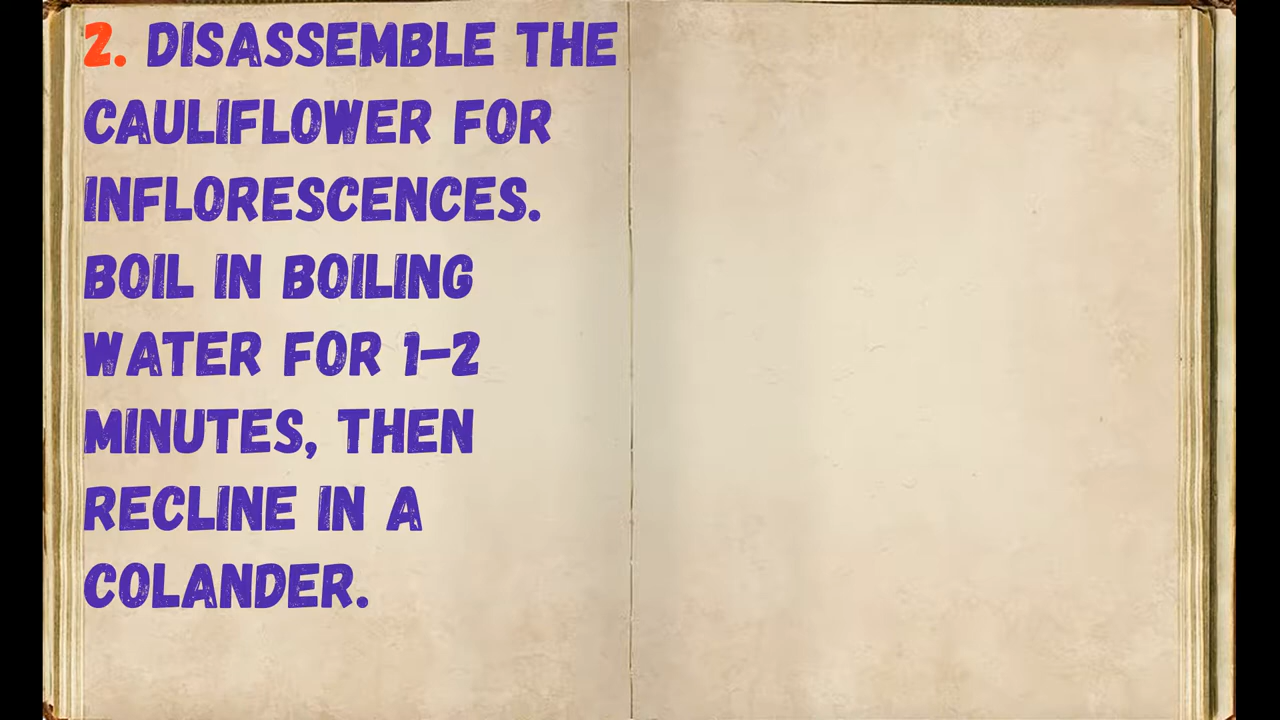 2. DISASSEMBLE THE
CAULIFLOWER FOR
INFLORESCENCES.
BOIL IN BOILING
WATER FOR 1–2
MINUTES, THEN
RECLINE IN A
COLANDER.